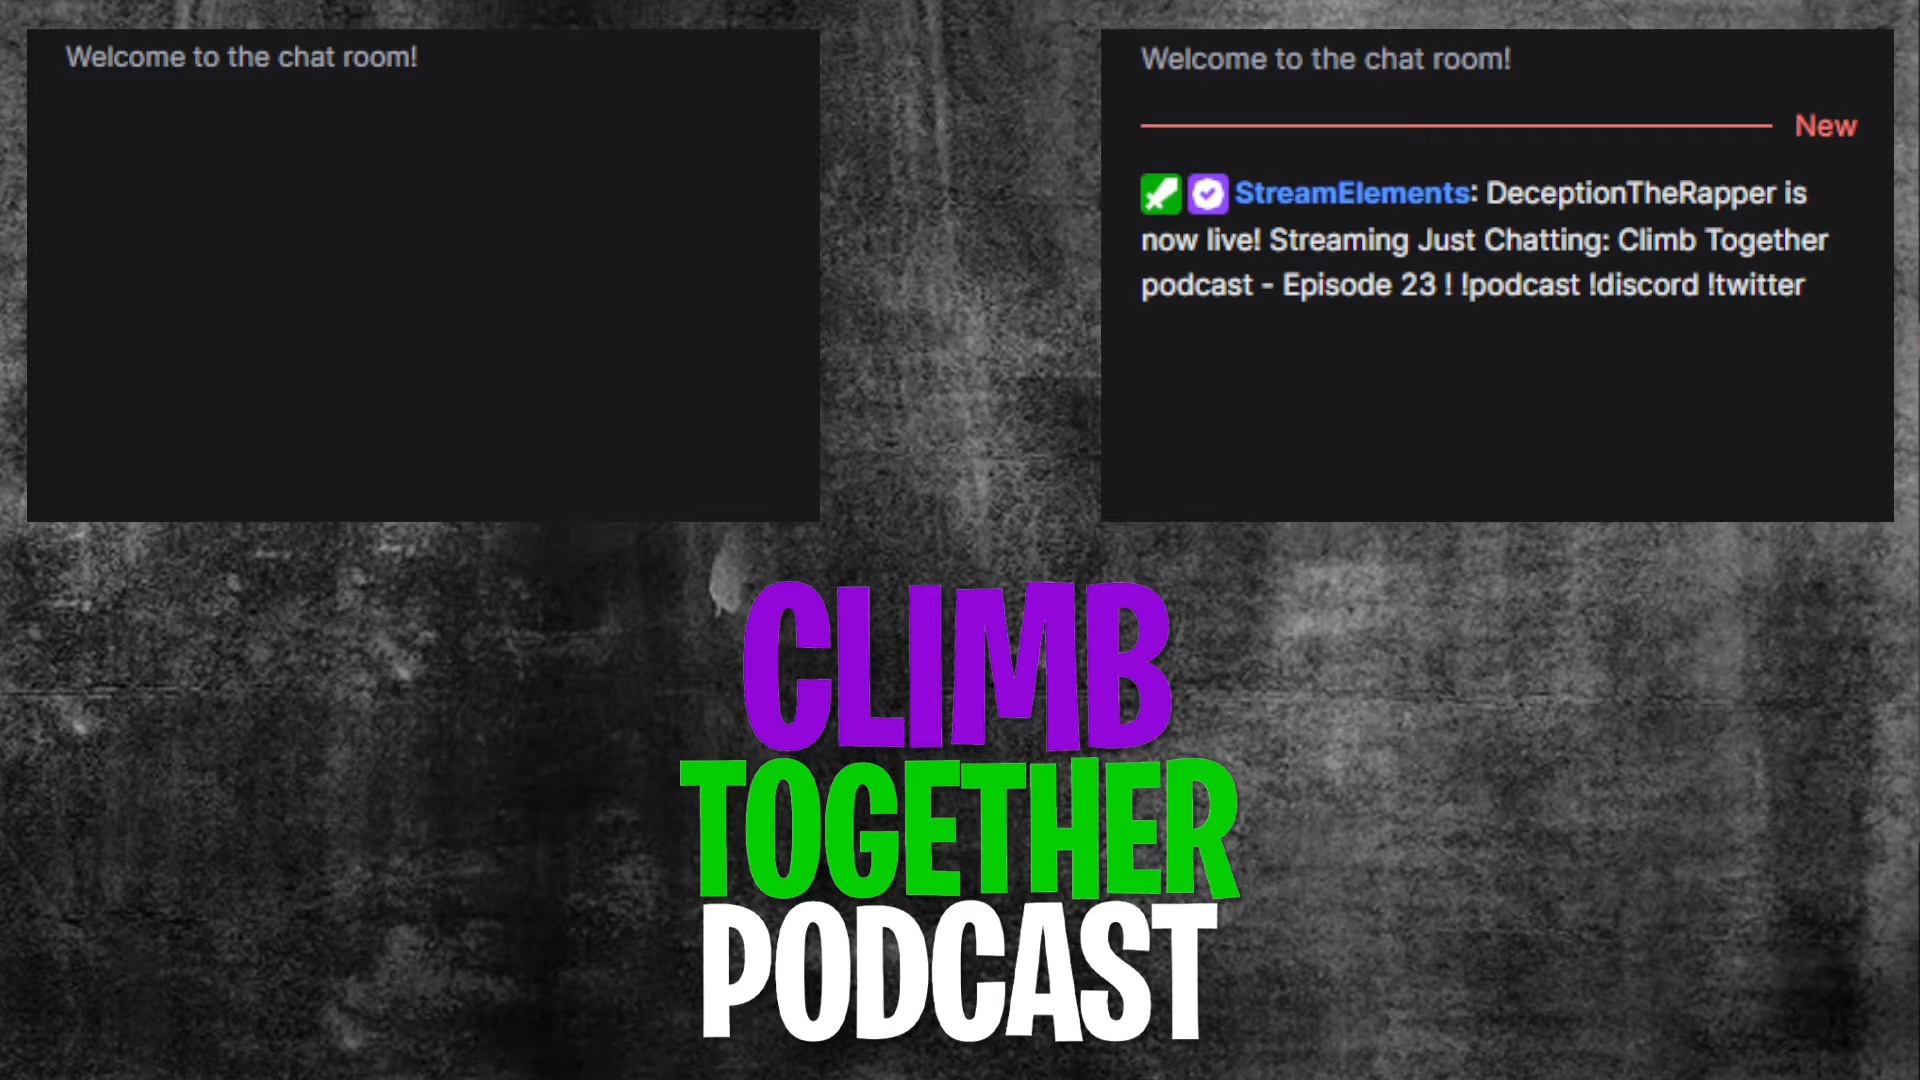 Welcome to the chat room!
Welcome to the chat room!
New
StreamElements: DeceptionTheRapper is
now live! Streaming Just Chatting: Climb Together
podcast - Episode 23 ! !podcast !discord !twitter
CLIMB
TOGETHER
PODCAST